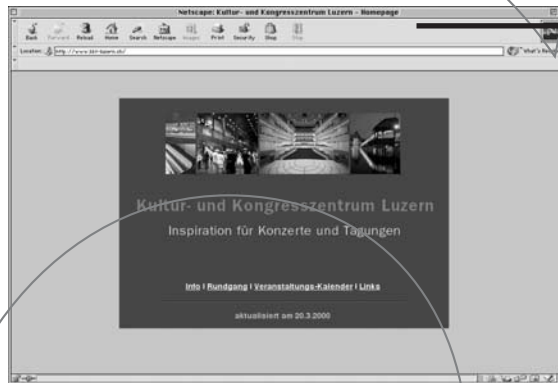 Netscape: Kultur- und Kongresszentrum Luzern - Homepage
Back Forward Reload Home Search Netscape Images Print Security Shop Stop
Location: What's Related
Kultur- und Kongresszentrum Luzern
Inspiration für Konzerte und Tagungen
Info | Rundgang | Veranstaltungs-Kalender | Links
aktualisiert am 20.3.2000